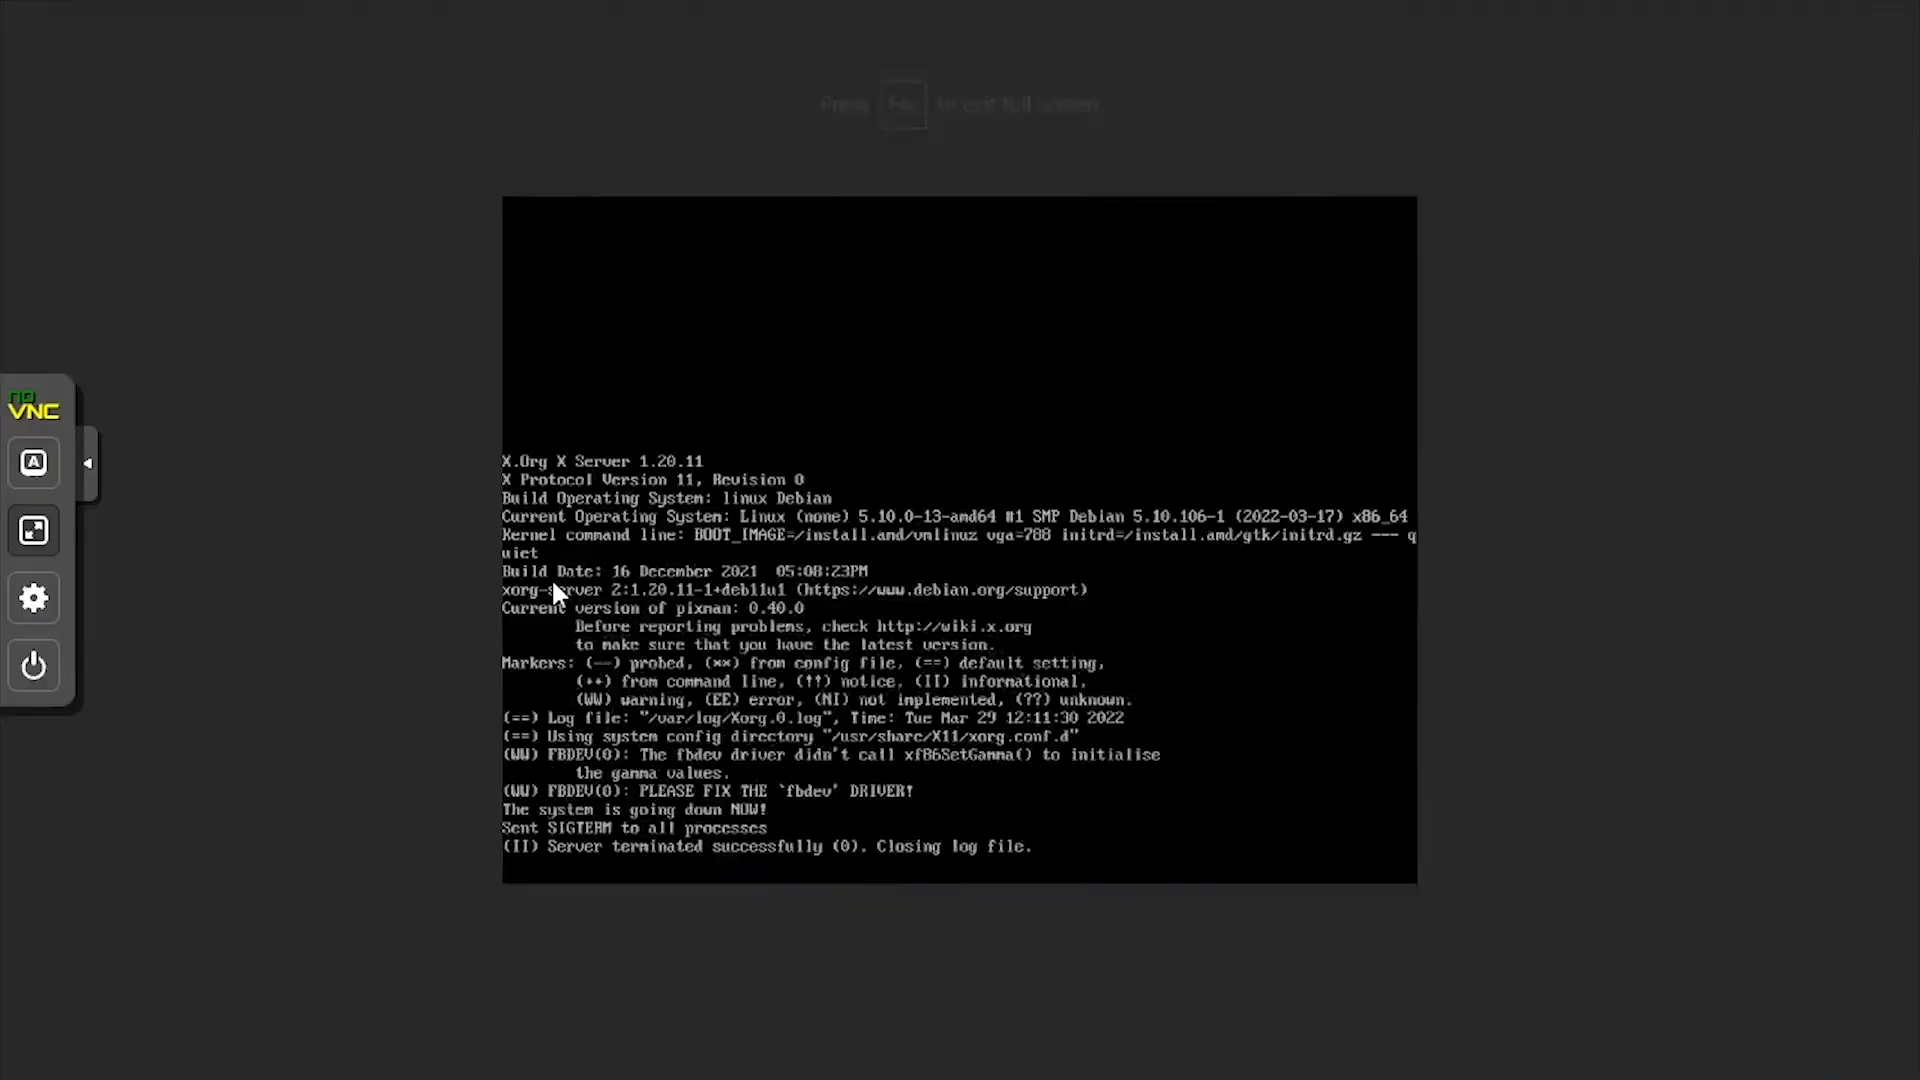 Press Esc to exit full screen
no
VNC
A
X.Org X Server 1.20.11
X Protocol Version 11, Revision 0
Build Operating System: linux Debian
Current Operating System: Linux (none) 5.10.0-13-amd64 #1 SMP Debian 5.10.106-1 (2022-03-17) x86_64
Kernel command line: BOOT_IMAGE=/install.amd/vmlinuz vga=788 initrd=/install.amd/gtk/initrd.gz --- q
uiet
Build Date: 16 December 2021  05:08:23PM
xorg-server 2:1.20.11-1+deb11u1 (https://www.debian.org/support)
Current version of pixman: 0.40.0
Before reporting problems, check http://wiki.x.org
to make sure that you have the latest version.
Markers: (--) probed, (**) from config file, (==) default setting,
(++) from command line, (!!) notice, (II) informational,
(WW) warning, (EE) error, (NI) not implemented, (??) unknown.
(==) Log file: "/var/log/Xorg.0.log", Time: Tue Mar 29 12:11:30 2022
(==) Using system config directory "/usr/share/X11/xorg.conf.d"
(WW) FBDEV(0): The fbdev driver didn't call xf86SetGamma() to initialise
the gamma values.
(WW) FBDEV(0): PLEASE FIX THE `fbdev' DRIVER!
The system is going down NOW!
Sent SIGTERM to all processes
(II) Server terminated successfully (0). Closing log file.